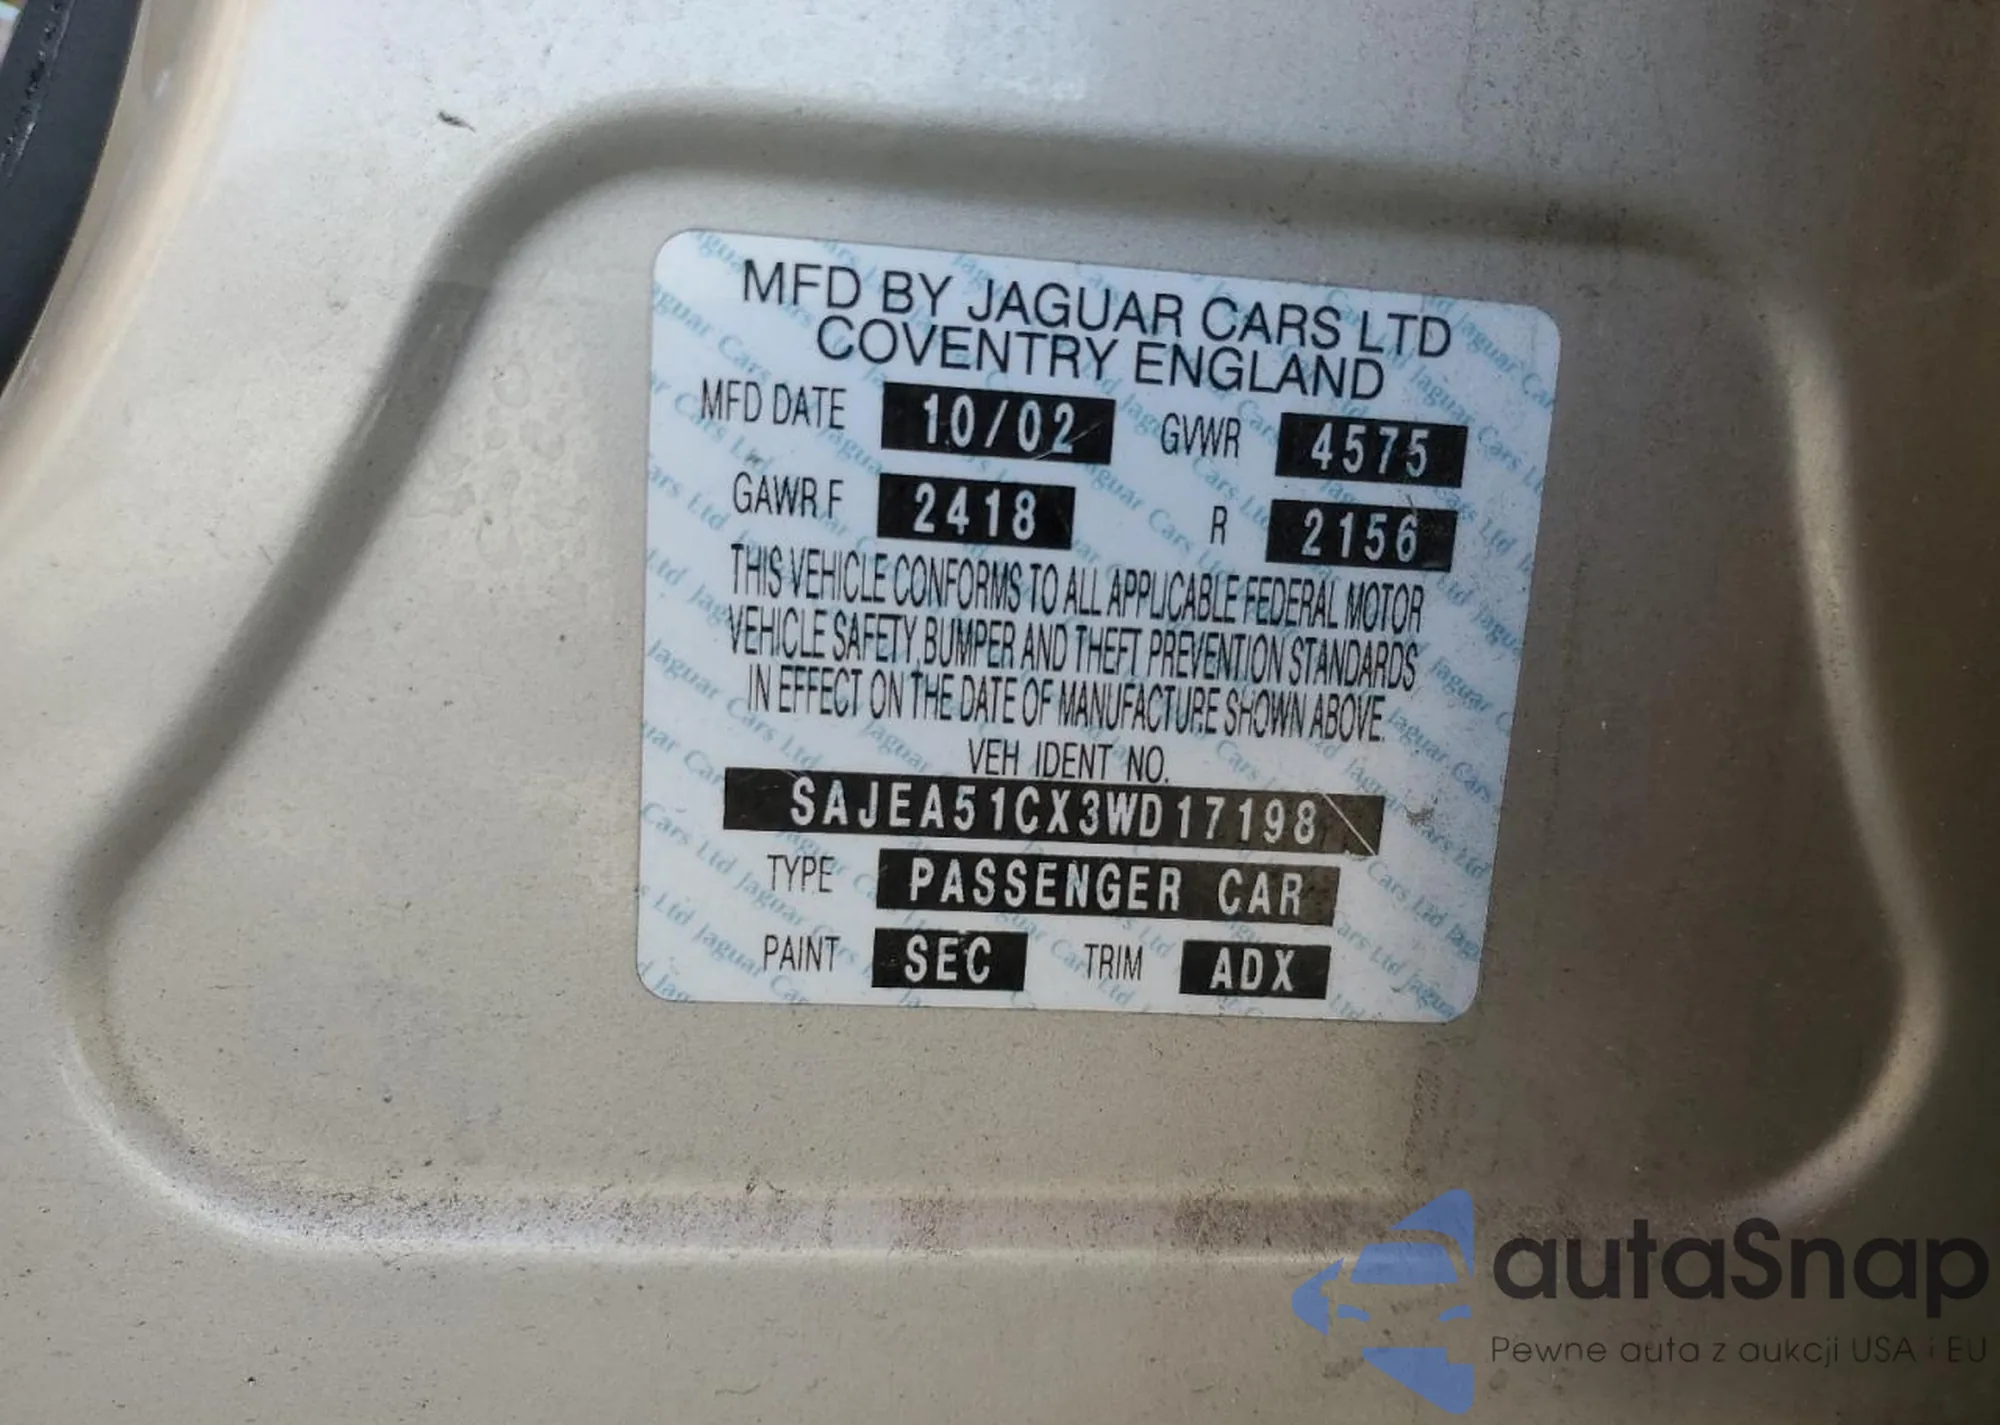 MFD BY JAGUAR CARS LTD
COVENTRY ENGLAND
MFD DATE 10/02 GVWR 4575
GAWR F 2418 R 2156
THIS VEHICLE CONFORMS TO ALL APPLICABLE FEDERAL MOTOR
VEHICLE SAFETY, BUMPER AND THEFT PREVENTION STANDARDS
IN EFFECT ON THE DATE OF MANUFACTURE SHOWN ABOVE.
VEH IDENT NO.
SAJEA51CX3WD17198
TYPE PASSENGER CAR
PAINT SEC TRIM ADX
autaSnap
Pewne auta z aukcji USA i EU